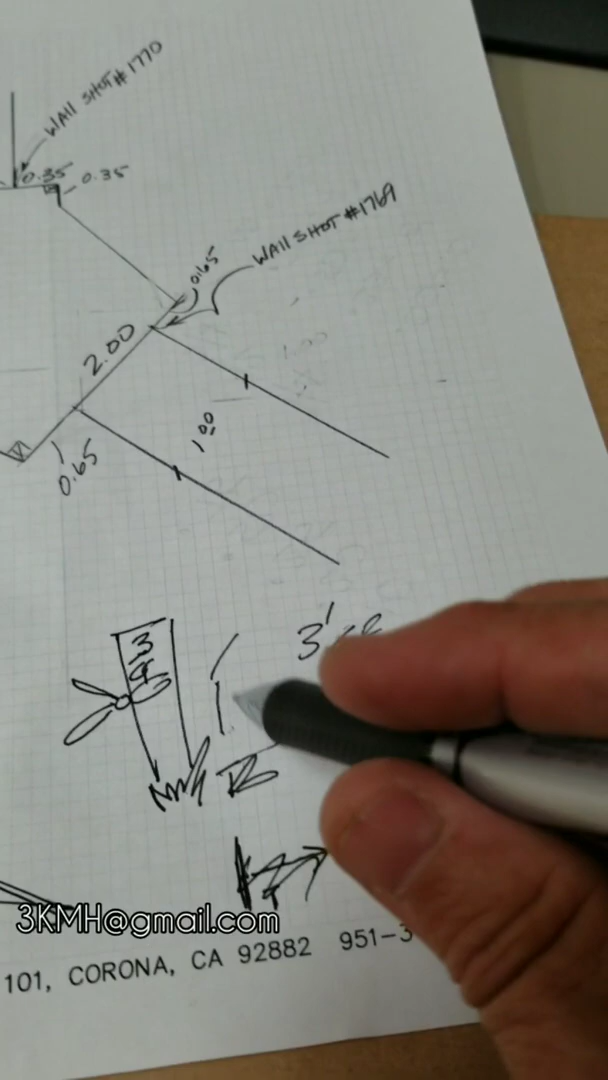 WALL SHOT #1770
0.35
0.35
WALL SHOT #1769
0.65
2.00
1.00
0.65
3
4
3'
3KMH@gmail.com
101, CORONA, CA 92882 951-3